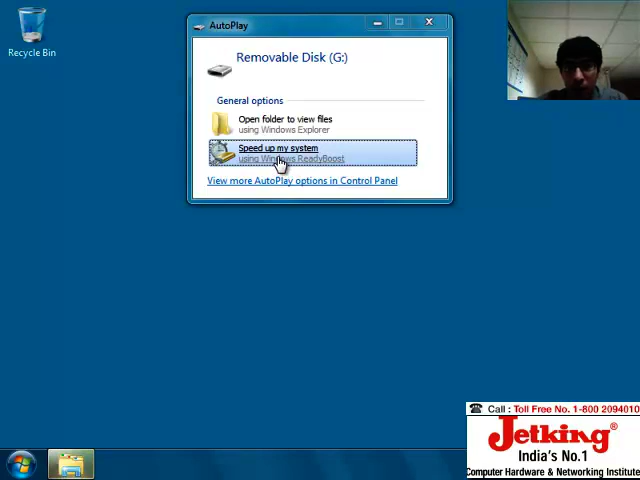 AutoPlay
Removable Disk (G:)
General options
Open folder to view files
using Windows Explorer
Speed up my system
using Windows ReadyBoost
View more AutoPlay options in Control Panel
Recycle Bin
☎ Call : Toll Free No. 1-800 2094010
Jetking®
India's No.1
Computer Hardware & Networking Institute